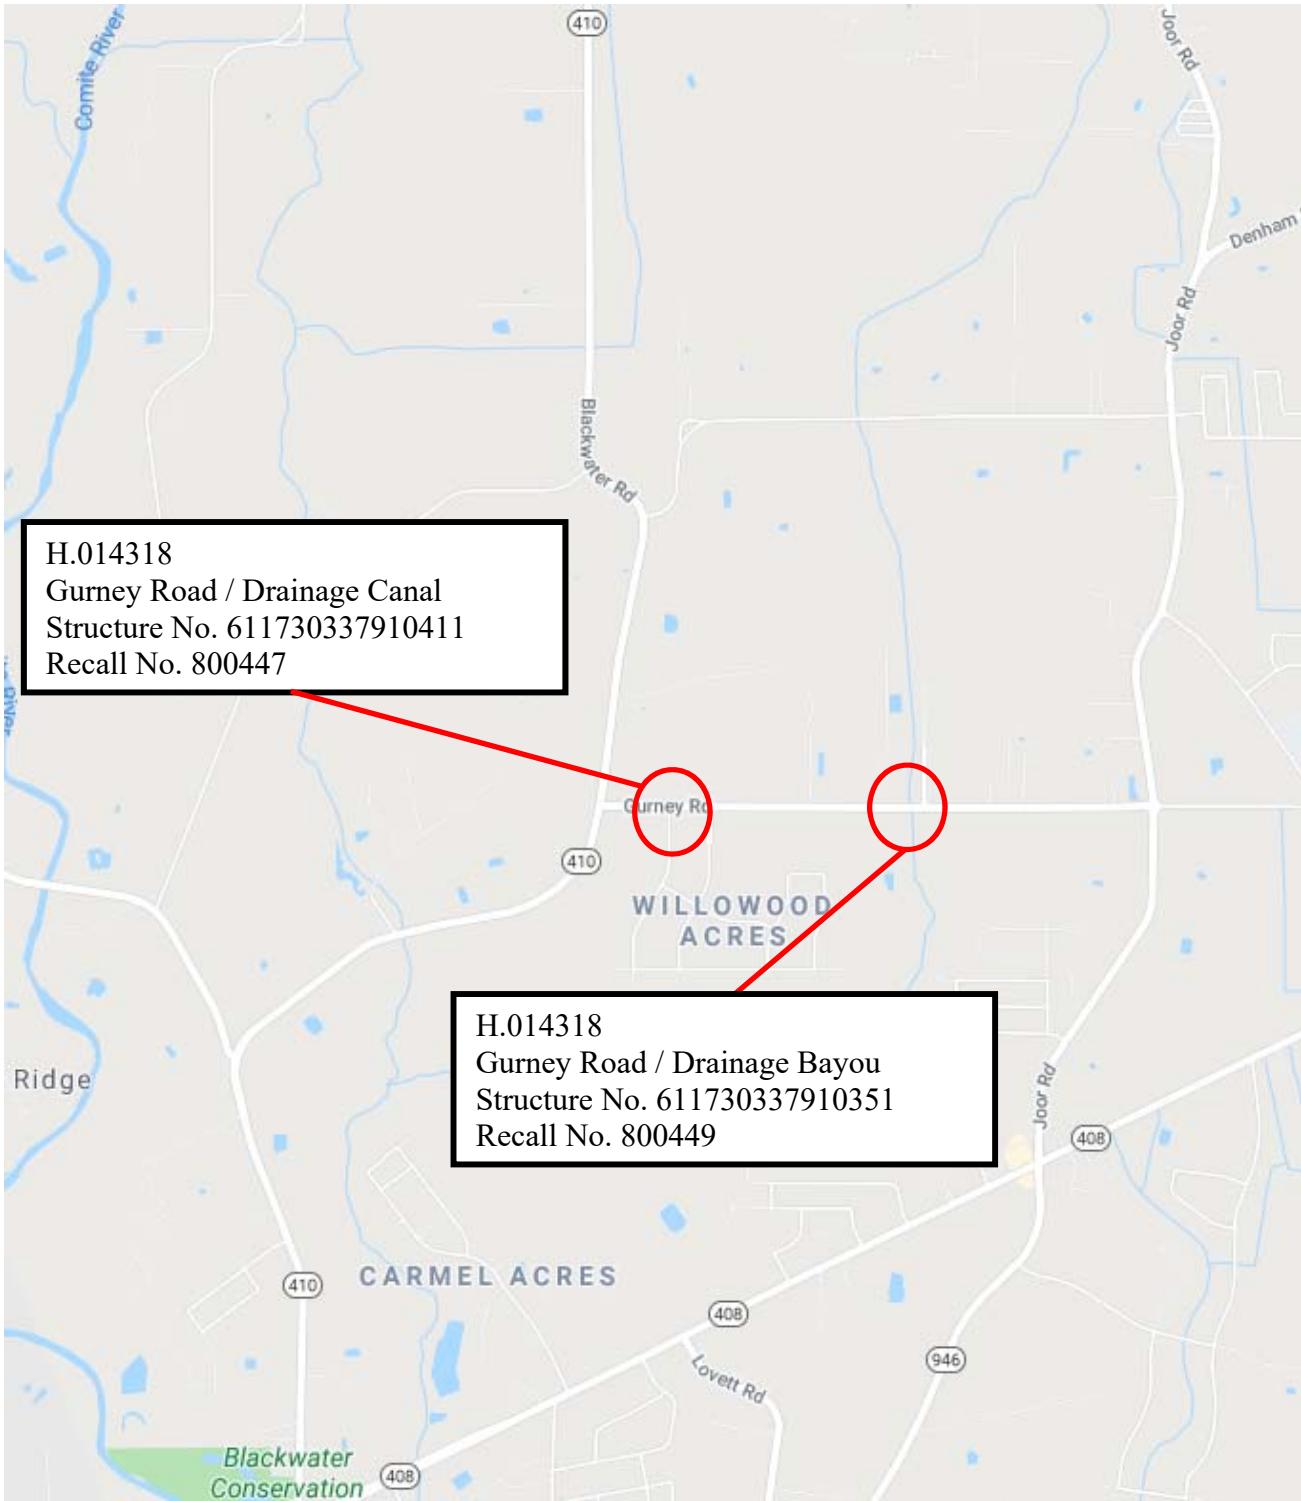 410
Comite River
Joor Rd
Denham
Joor Rd
Blackwater Rd
H.014318
Gurney Road / Drainage Canal
Structure No. 611730337910411
Recall No. 800447
River
Gurney Rd
410
WILLOWOOD
ACRES
H.014318
Gurney Road / Drainage Bayou
Structure No. 611730337910351
Recall No. 800449
Ridge
Joor Rd
408
410
CARMEL ACRES
408
946
Lovett Rd
Blackwater
Conservation
408